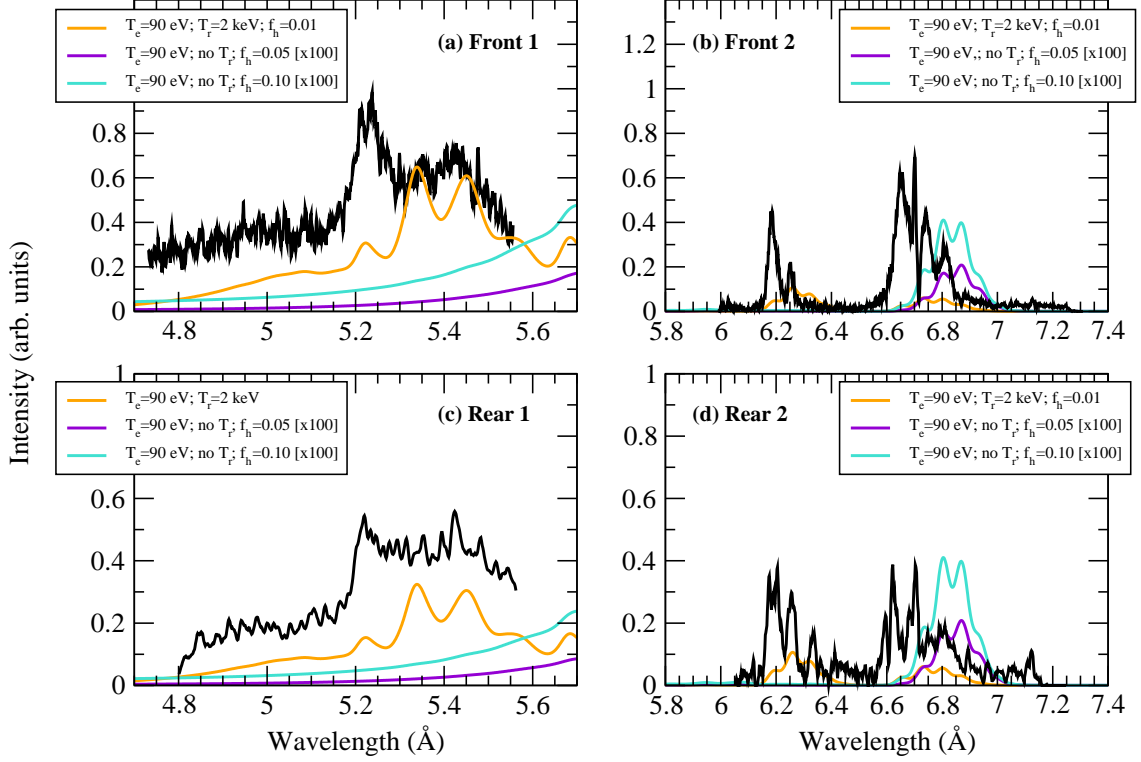 T_e=90 eV; T_r=2 keV; f_h=0.01
T_e=90 eV; no T_r; f_h=0.05 [x100]
T_e=90 eV; no T_r; f_h=0.10 [x100]
(a) Front 1
0.8
0.6
0.4
0.2
0
4.8 5 5.2 5.4 5.6
T_e=90 eV; T_r=2 keV; f_h=0.01
T_e=90 eV,; no T_r; f_h=0.05 [x100]
T_e=90 eV; no T_r; f_h=0.10 [x100]
(b) Front 2
1.2
1
0.8
0.6
0.4
0.2
0
5.8 6 6.2 6.4 6.6 6.8 7 7.2 7.4
Intensity (arb. units)
T_e=90 eV; T_r=2 keV
T_e=90 eV; no T_r; f_h=0.05 [x100]
T_e=90 eV; no T_r; f_h=0.10 [x100]
(c) Rear 1
1
0.6
0.4
0.2
0
4.8 5 5.2 5.4 5.6
Wavelength (Å)
T_e=90 eV; T_r=2 keV; f_h=0.01
T_e=90 eV; no T_r; f_h=0.05 [x100]
T_e=90 eV; no T_r; f_h=0.10 [x100]
(d) Rear 2
1
0.8
0.6
0.4
0.2
0
5.8 6 6.2 6.4 6.6 6.8 7 7.2 7.4
Wavelength (Å)